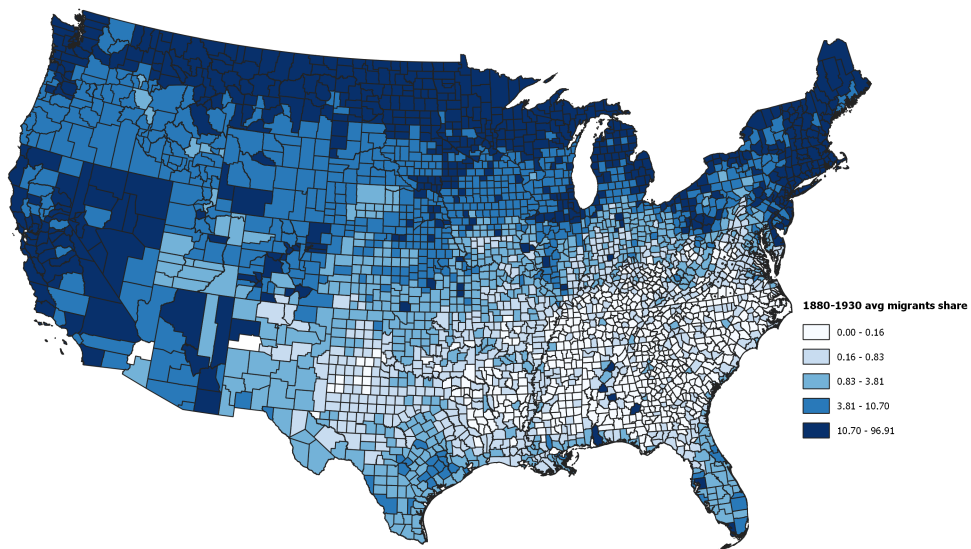 1880-1930 avg migrants share
0.00 - 0.16
0.16 - 0.83
0.83 - 3.81
3.81 - 10.70
10.70 - 96.91